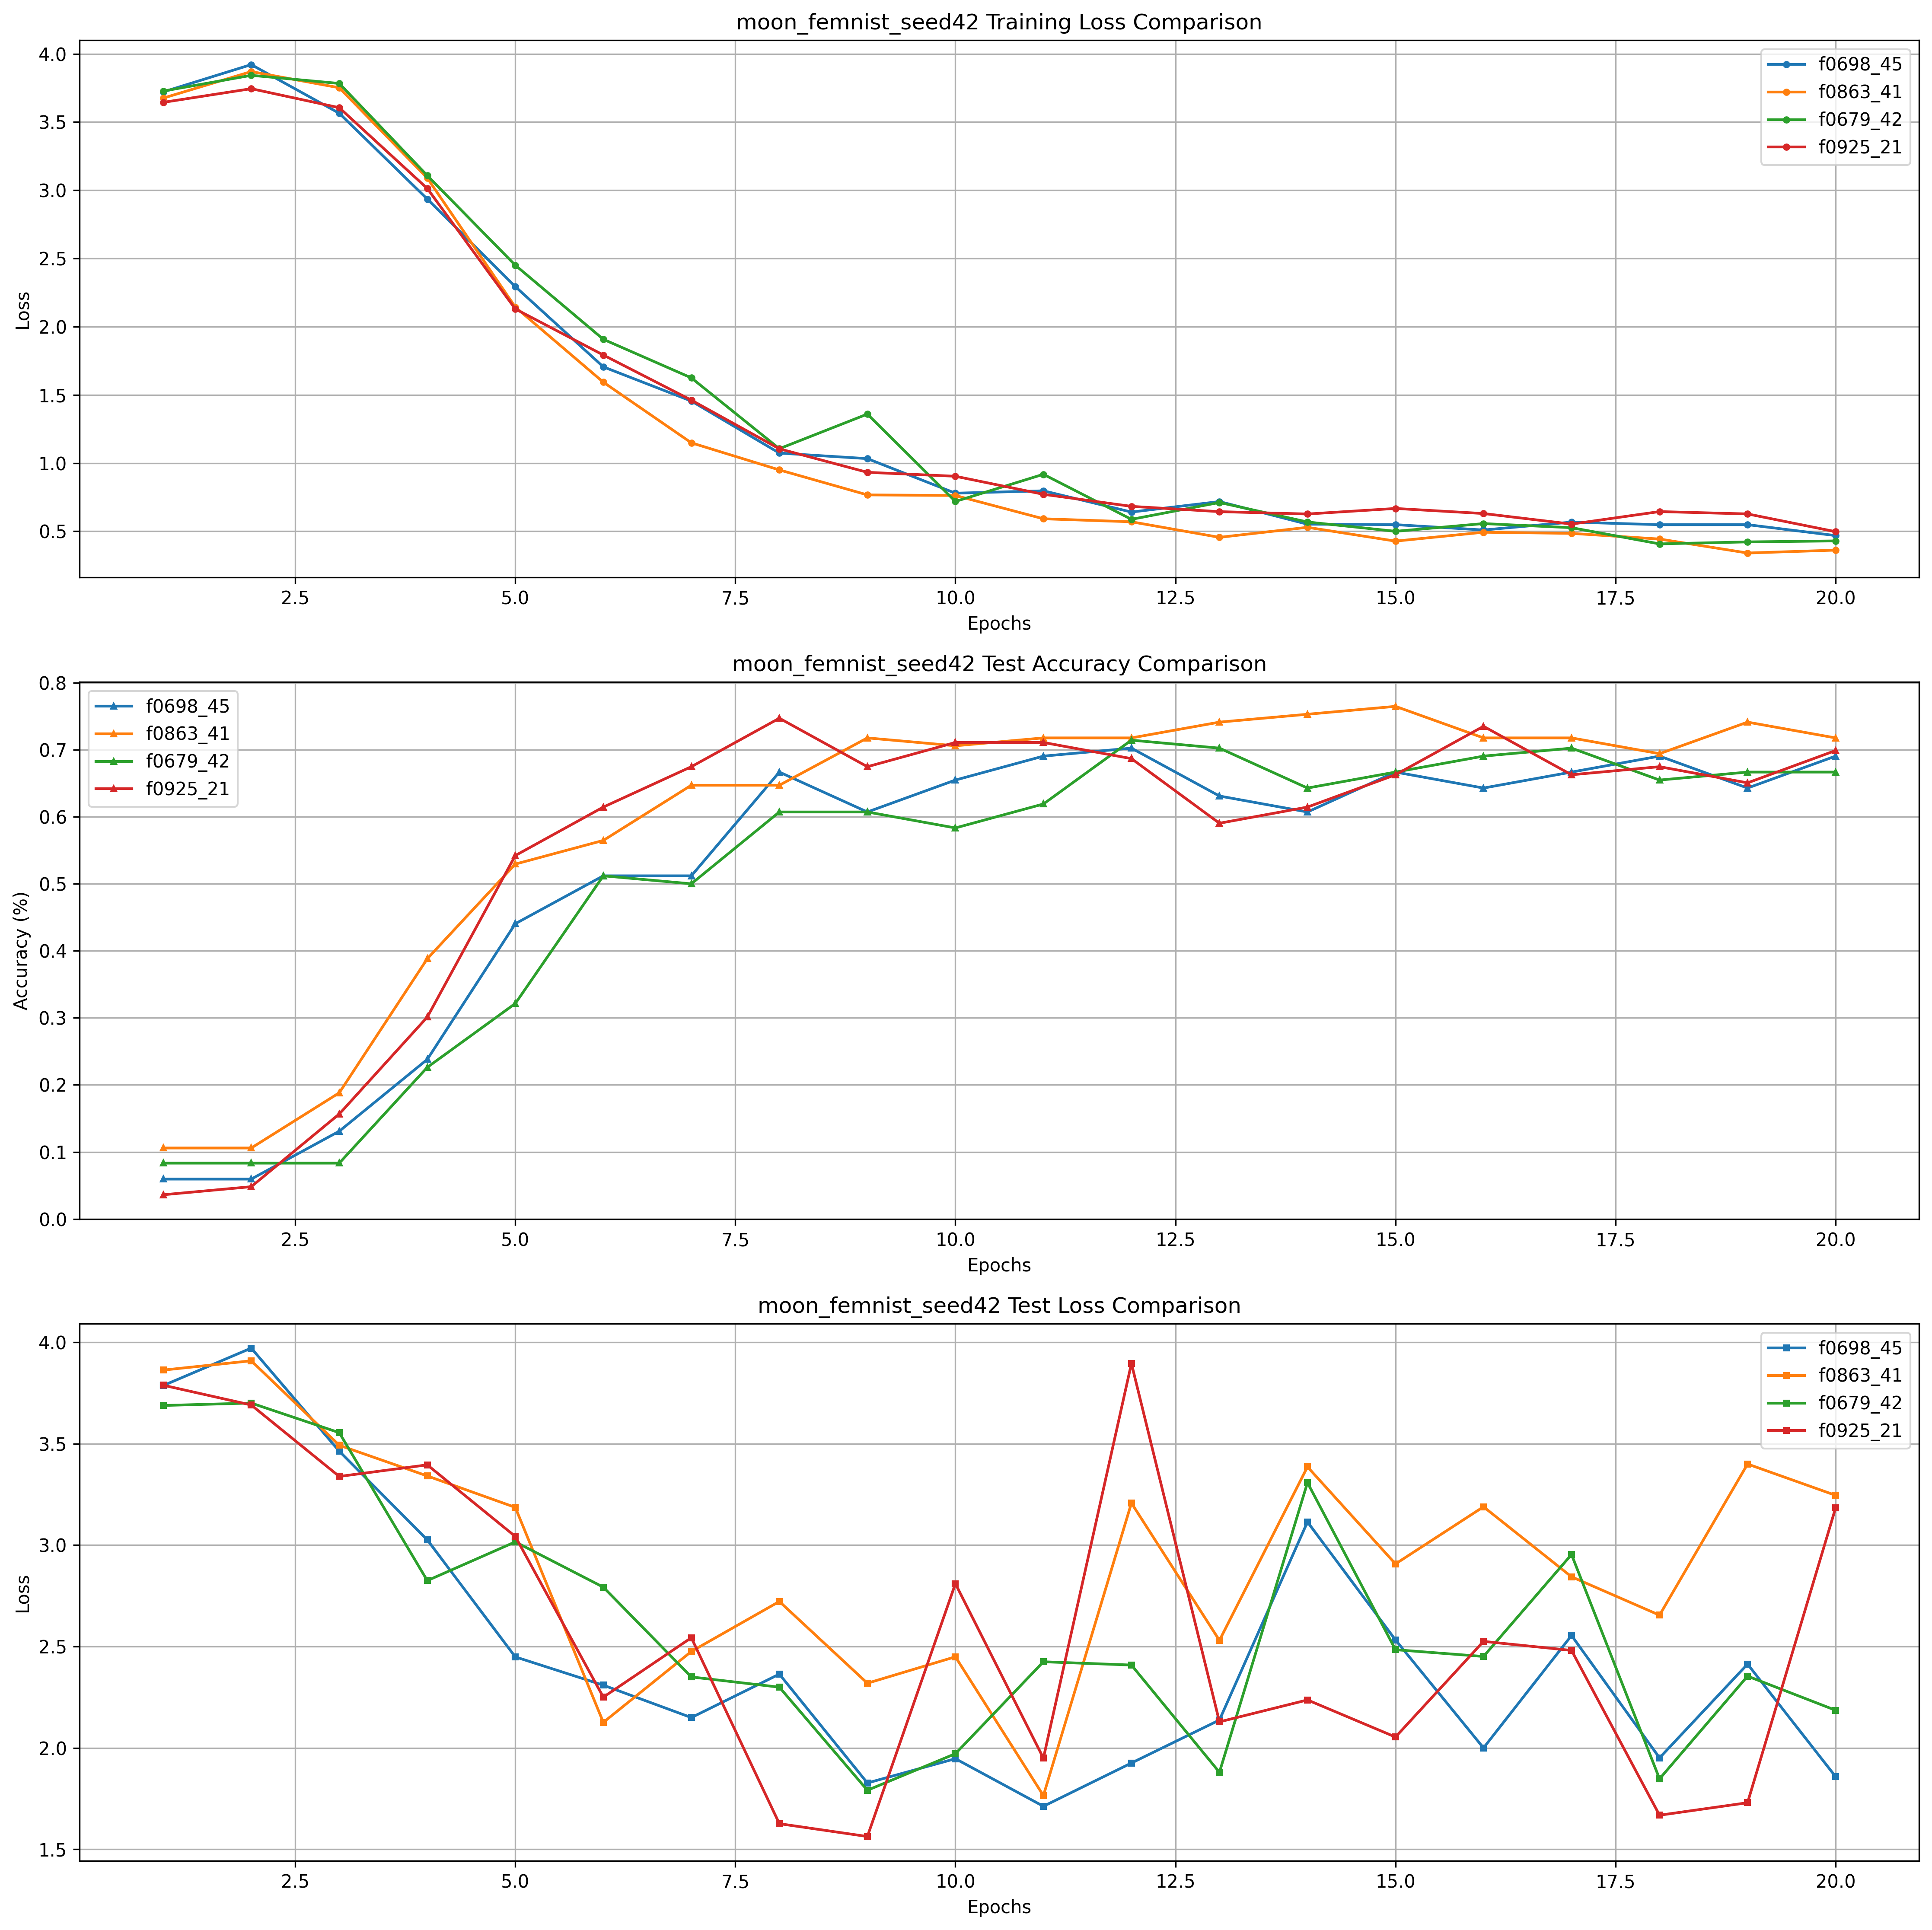 moon_femnist_seed42 Training Loss Comparison
4.0
3.5
3.0
2.5
2.0
1.5
1.0
0.5
Loss
f0698_45
f0863_41
f0679_42
f0925_21
2.5 5.0 7.5 10.0 12.5 15.0 17.5 20.0
Epochs
moon_femnist_seed42 Test Accuracy Comparison
0.8
0.7
0.6
0.5
0.4
0.3
0.2
0.1
0.0
Accuracy (%)
f0698_45
f0863_41
f0679_42
f0925_21
2.5 5.0 7.5 10.0 12.5 15.0 17.5 20.0
Epochs
moon_femnist_seed42 Test Loss Comparison
4.0
3.5
3.0
2.5
2.0
1.5
Loss
f0698_45
f0863_41
f0679_42
f0925_21
2.5 5.0 7.5 10.0 12.5 15.0 17.5 20.0
Epochs